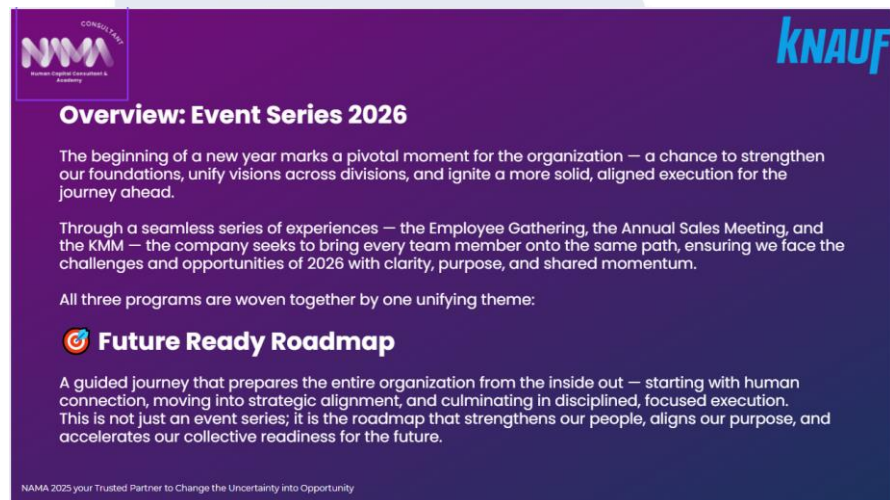 CONSULTANT
NAMA
Human Capital Consultant &
Academy
KNAUF
Overview: Event Series 2026
The beginning of a new year marks a pivotal moment for the organization — a chance to strengthen
our foundations, unify visions across divisions, and ignite a more solid, aligned execution for the
journey ahead.
Through a seamless series of experiences — the Employee Gathering, the Annual Sales Meeting, and
the KMM — the company seeks to bring every team member onto the same path, ensuring we face the
challenges and opportunities of 2026 with clarity, purpose, and shared momentum.
All three programs are woven together by one unifying theme:
🎯 Future Ready Roadmap
A guided journey that prepares the entire organization from the inside out — starting with human
connection, moving into strategic alignment, and culminating in disciplined, focused execution.
This is not just an event series; it is the roadmap that strengthens our people, aligns our purpose, and
accelerates our collective readiness for the future.
NAMA 2025 your Trusted Partner to Change the Uncertainty into Opportunity